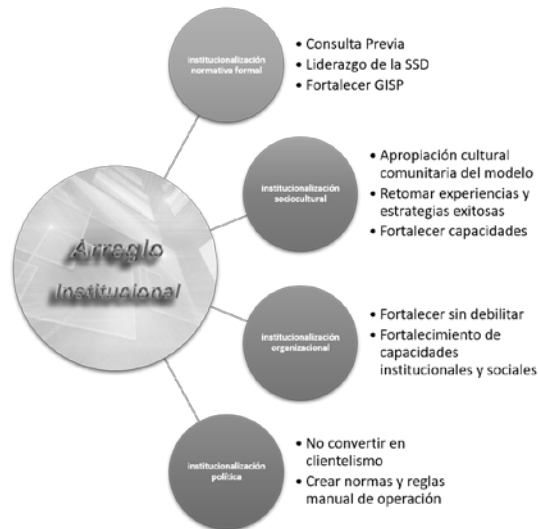 institucionalización
normativa formal
• Consulta Previa
• Liderazgo de la SSD
• Fortalecer GISP
Arreglo
Institucional
institucionalización
sociocultural
• Apropiación cultural
comunitaria del modelo
• Retomar experiencias y
estrategias exitosas
• Fortalecer capacidades
institucionalización
organizacional
• Fortalecer sin debilitar
• Fortalecimiento de
capacidades
institucionales y sociales
institucionalización
política
• No convertir en
clientelismo
• Crear normas y reglas
manual de operación